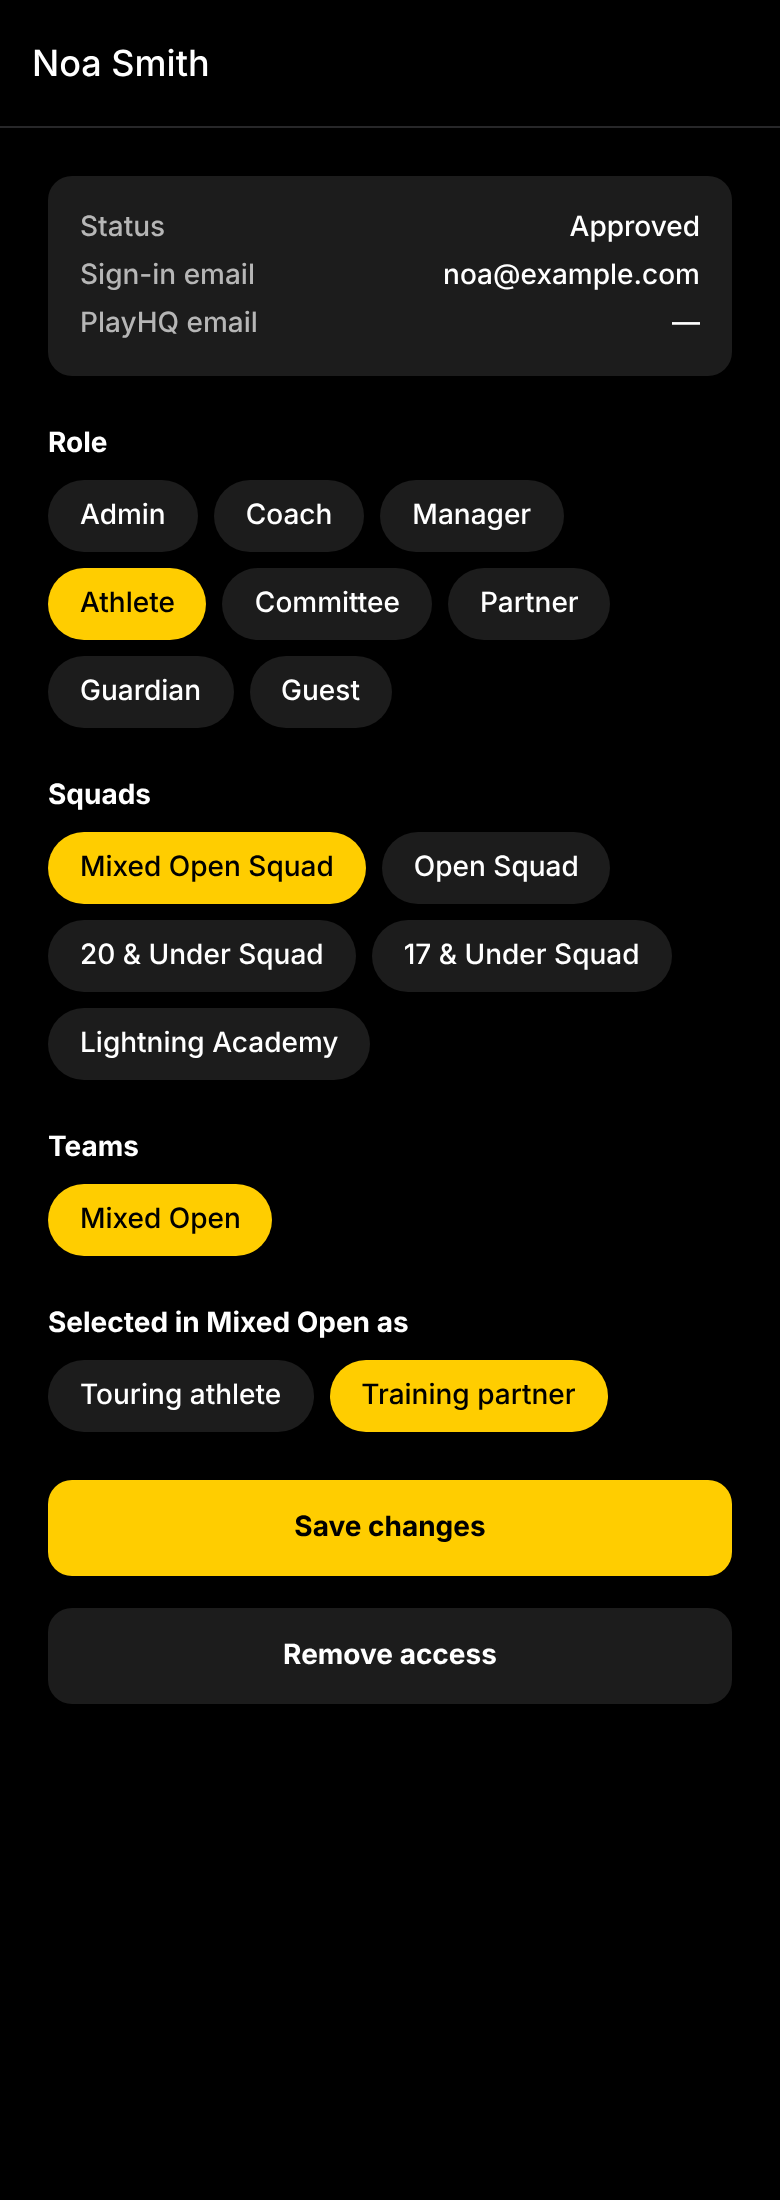 Noa Smith
Status Approved
Sign-in email noa@example.com
PlayHQ email —
Role
Admin Coach Manager
Athlete Committee Partner
Guardian Guest
Squads
Mixed Open Squad Open Squad
20 & Under Squad 17 & Under Squad
Lightning Academy
Teams
Mixed Open
Selected in Mixed Open as
Touring athlete Training partner
Save changes
Remove access